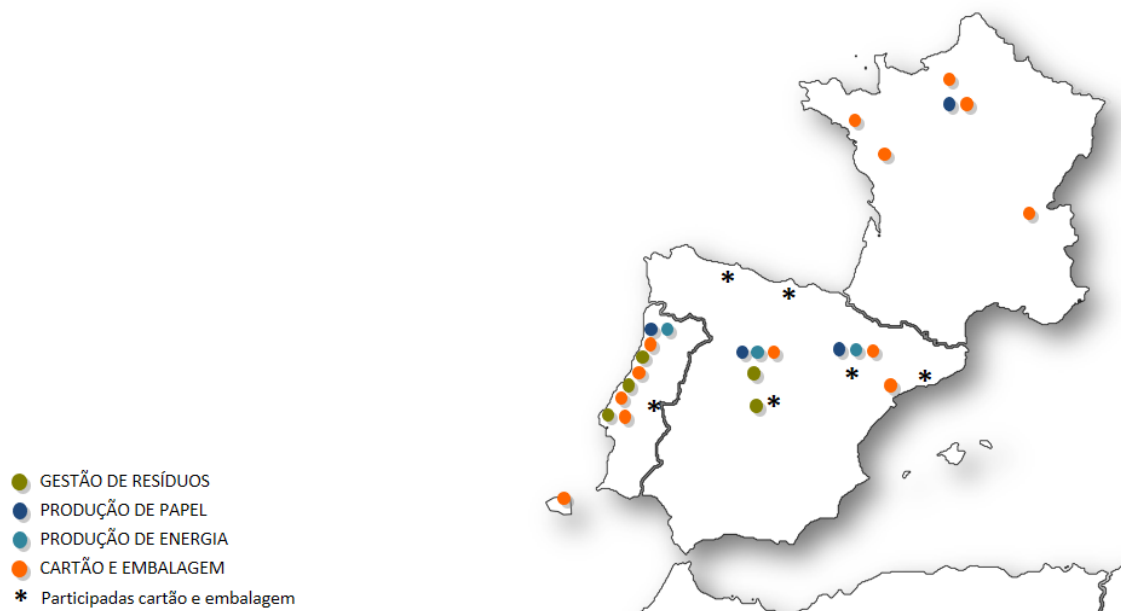 GESTÃO DE RESÍDUOS
PRODUÇÃO DE PAPEL
PRODUÇÃO DE ENERGIA
CARTÃO E EMBALAGEM
* Participadas cartão e embalagem